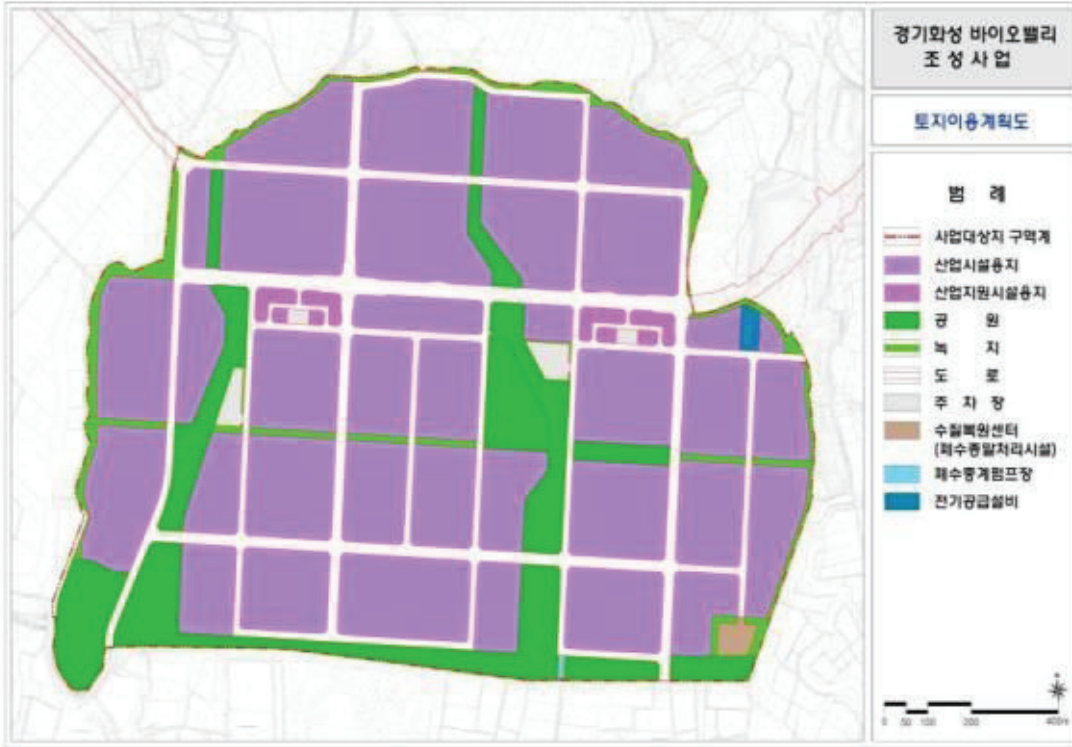 경기화성 바이오밸리
조성사업
토지이용계획도
범 례
사업대상지 구역계
산업시설용지
산업지원시설용지
공 원
녹 지
도 로
주 차 장
수질복원센터
(폐수종말처리시설)
폐수중계펌프장
전기공급설비
0 50 100 200 400m